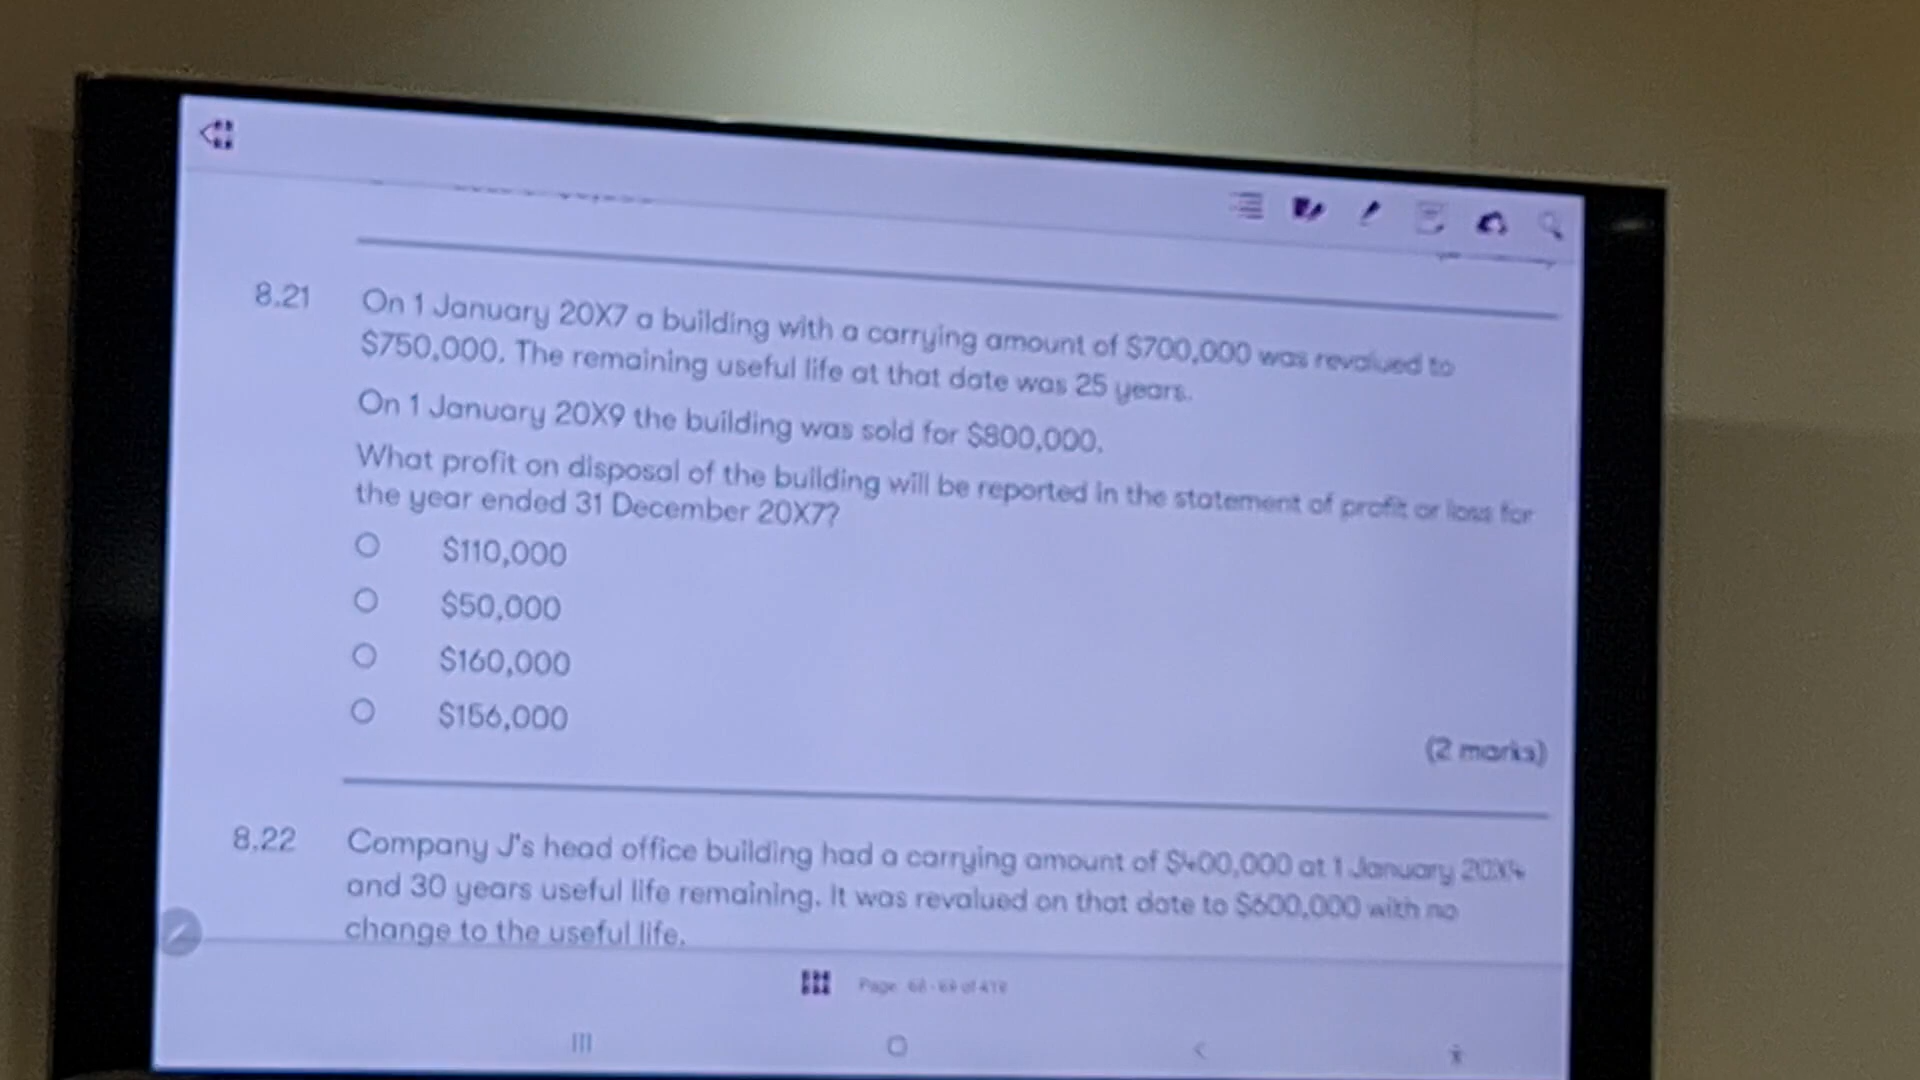 8.21 On 1 January 20X7 a building with a carrying amount of $700,000 was revalued to
$750,000. The remaining useful life at that date was 25 years.
On 1 January 20X9 the building was sold for $800,000.
What profit on disposal of the building will be reported in the statement of profit or loss for
the year ended 31 December 20X7?
$110,000
$50,000
$160,000
$156,000
(2 marks)
8.22 Company J's head office building had a carrying amount of $400,000 at 1 January 20X4
and 30 years useful life remaining. It was revalued on that date to $600,000 with no
change to the useful life.
Page